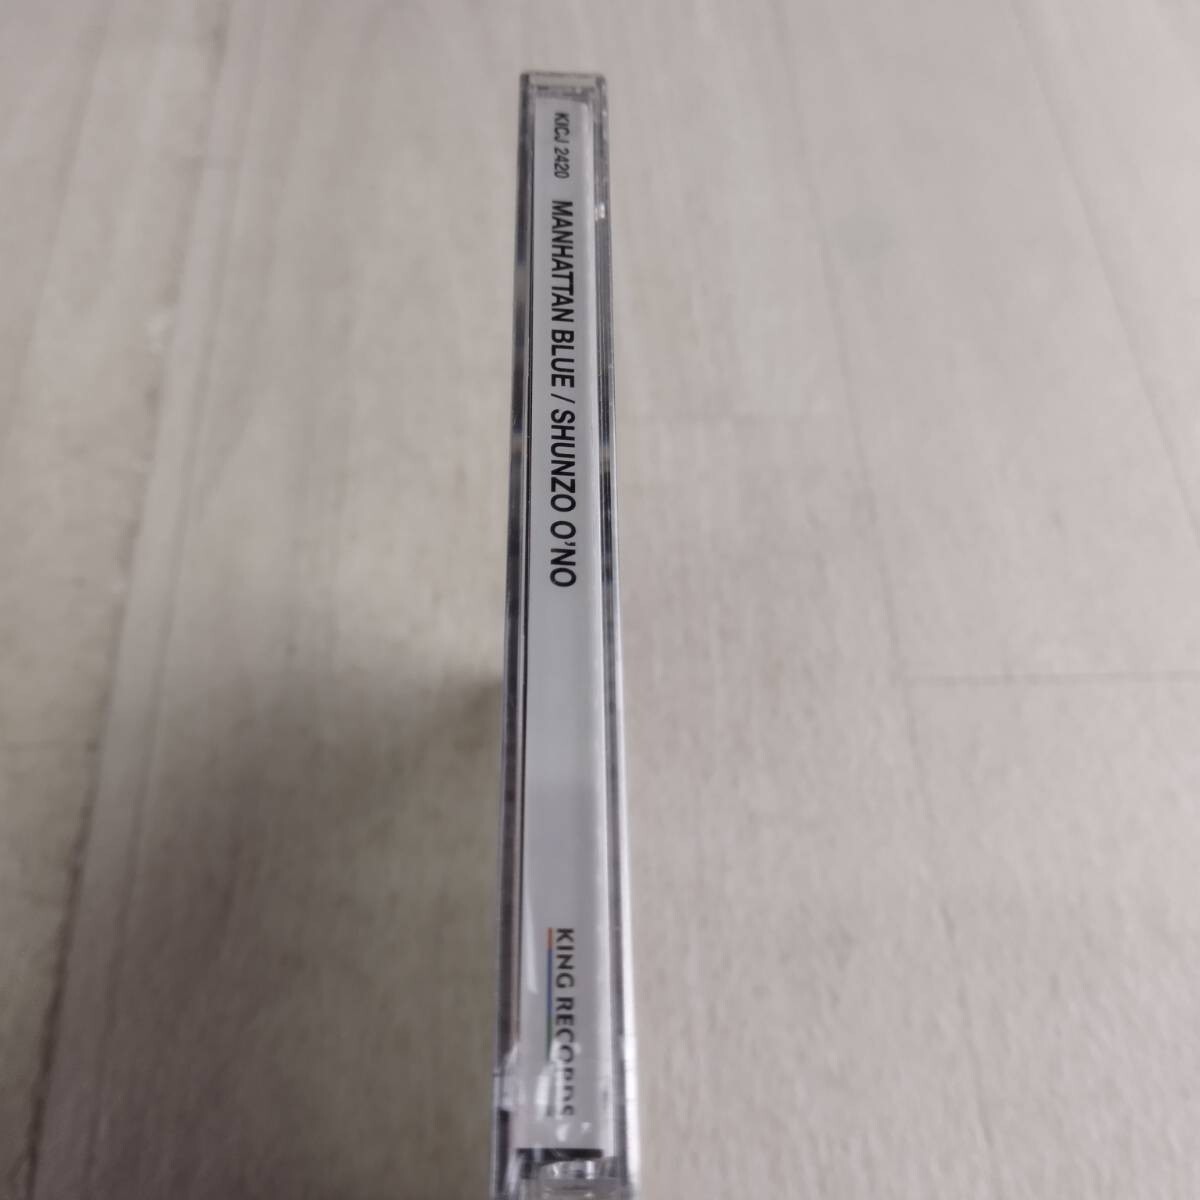 KICJ 2420 MANHATTAN BLUE / SHUNZO O'NO
KING RECORDS